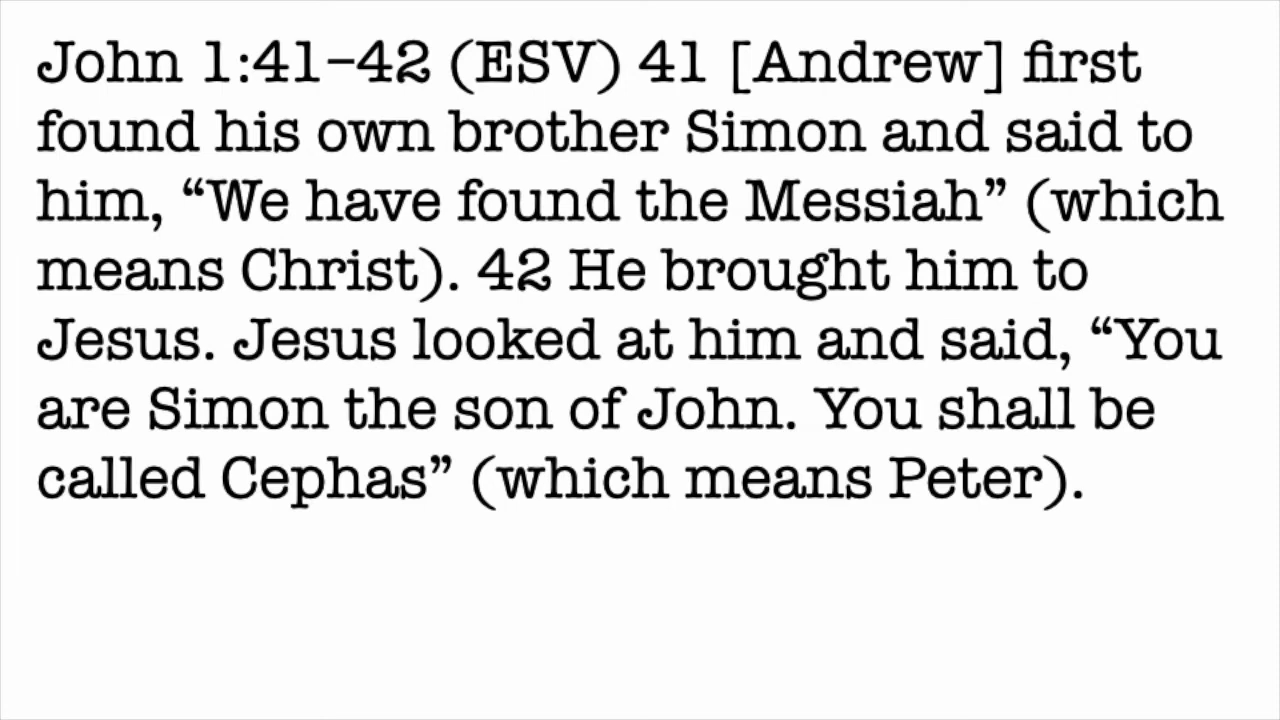 John 1:41–42 (ESV) 41 [Andrew] first
found his own brother Simon and said to
him, “We have found the Messiah” (which
means Christ). 42 He brought him to
Jesus. Jesus looked at him and said, “You
are Simon the son of John. You shall be
called Cephas” (which means Peter).